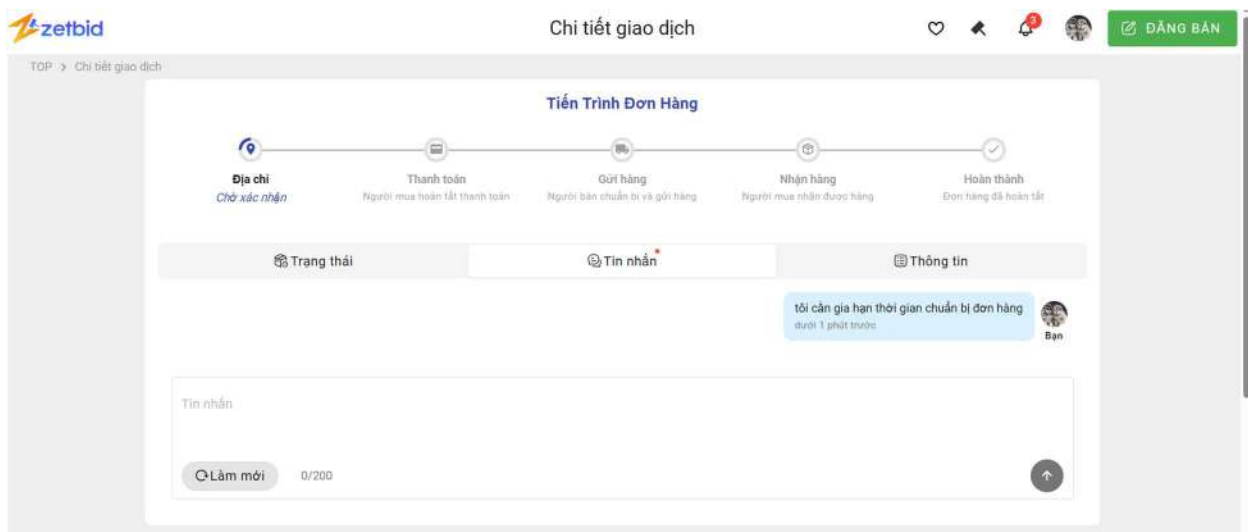 zetbid
Chi tiết giao dịch
3
ĐĂNG BÁN
TOP > Chi tiết giao dịch
Tiến Trình Đơn Hàng
Địa chỉ
Chờ xác nhận
Thanh toán
Người mua hoàn tất thanh toán
Gửi hàng
Người bán chuẩn bị và gửi hàng
Nhận hàng
Người mua nhận được hàng
Hoàn thành
Đơn hàng đã hoàn tất
Trạng thái
Tin nhắn
Thông tin
tôi cần gia hạn thời gian chuẩn bị đơn hàng
dưới 1 phút trước
Bạn
Tin nhắn
Làm mới
0/200